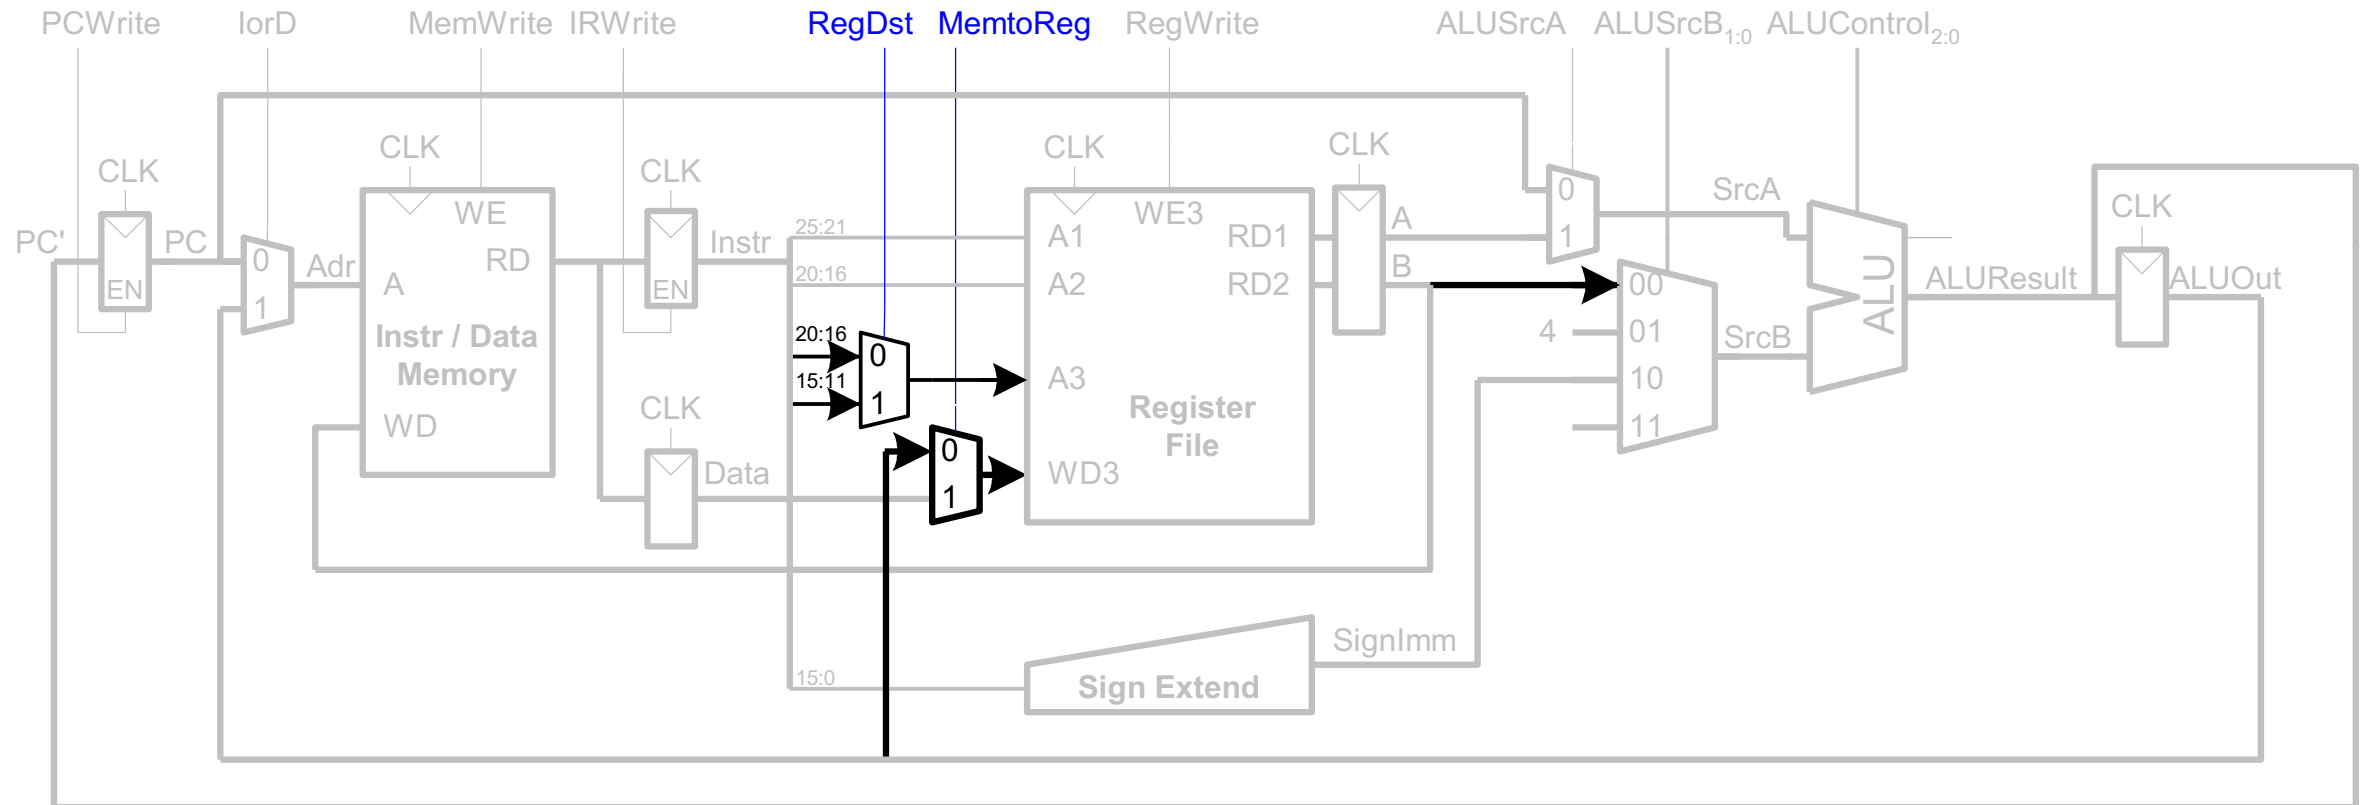 PCWrite IorD MemWrite IRWrite RegDst MemtoReg RegWrite ALUSrcA ALUSrcB1:0 ALUControl2:0
CLK CLK CLK CLK CLK CLK CLK
PC' EN PC
0 1 Adr
WE A RD
Instr / Data
Memory
WD
EN Instr
CLK Data
25:21
20:16
20:16
15:11
15:0
0 1
0 1
A1 WE3 RD1
A2 RD2
A3
Register
File
WD3
A
B
0 1 SrcA
00
4 01
10
11
SrcB
ALU ALUResult ALUOut
SignImm
Sign Extend